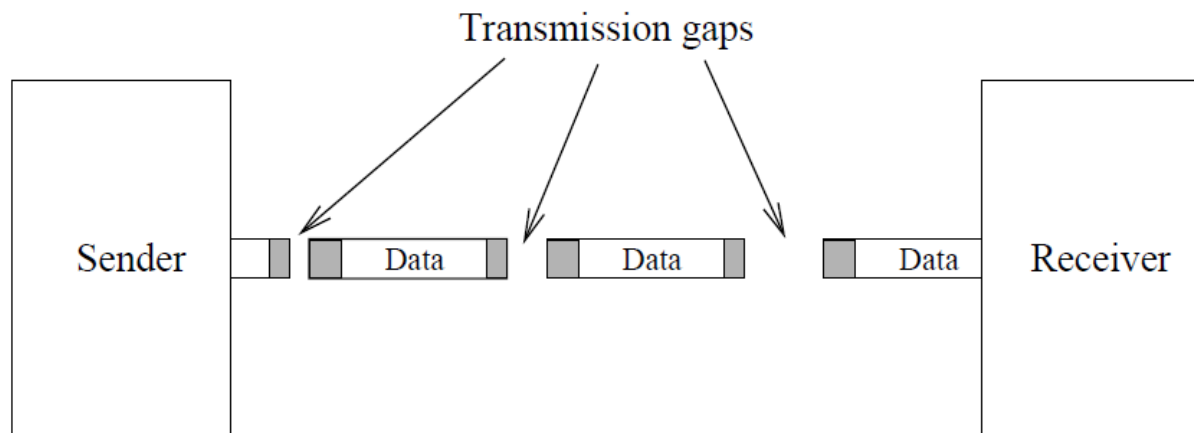 Transmission gaps
Sender
Data
Data
Data
Receiver